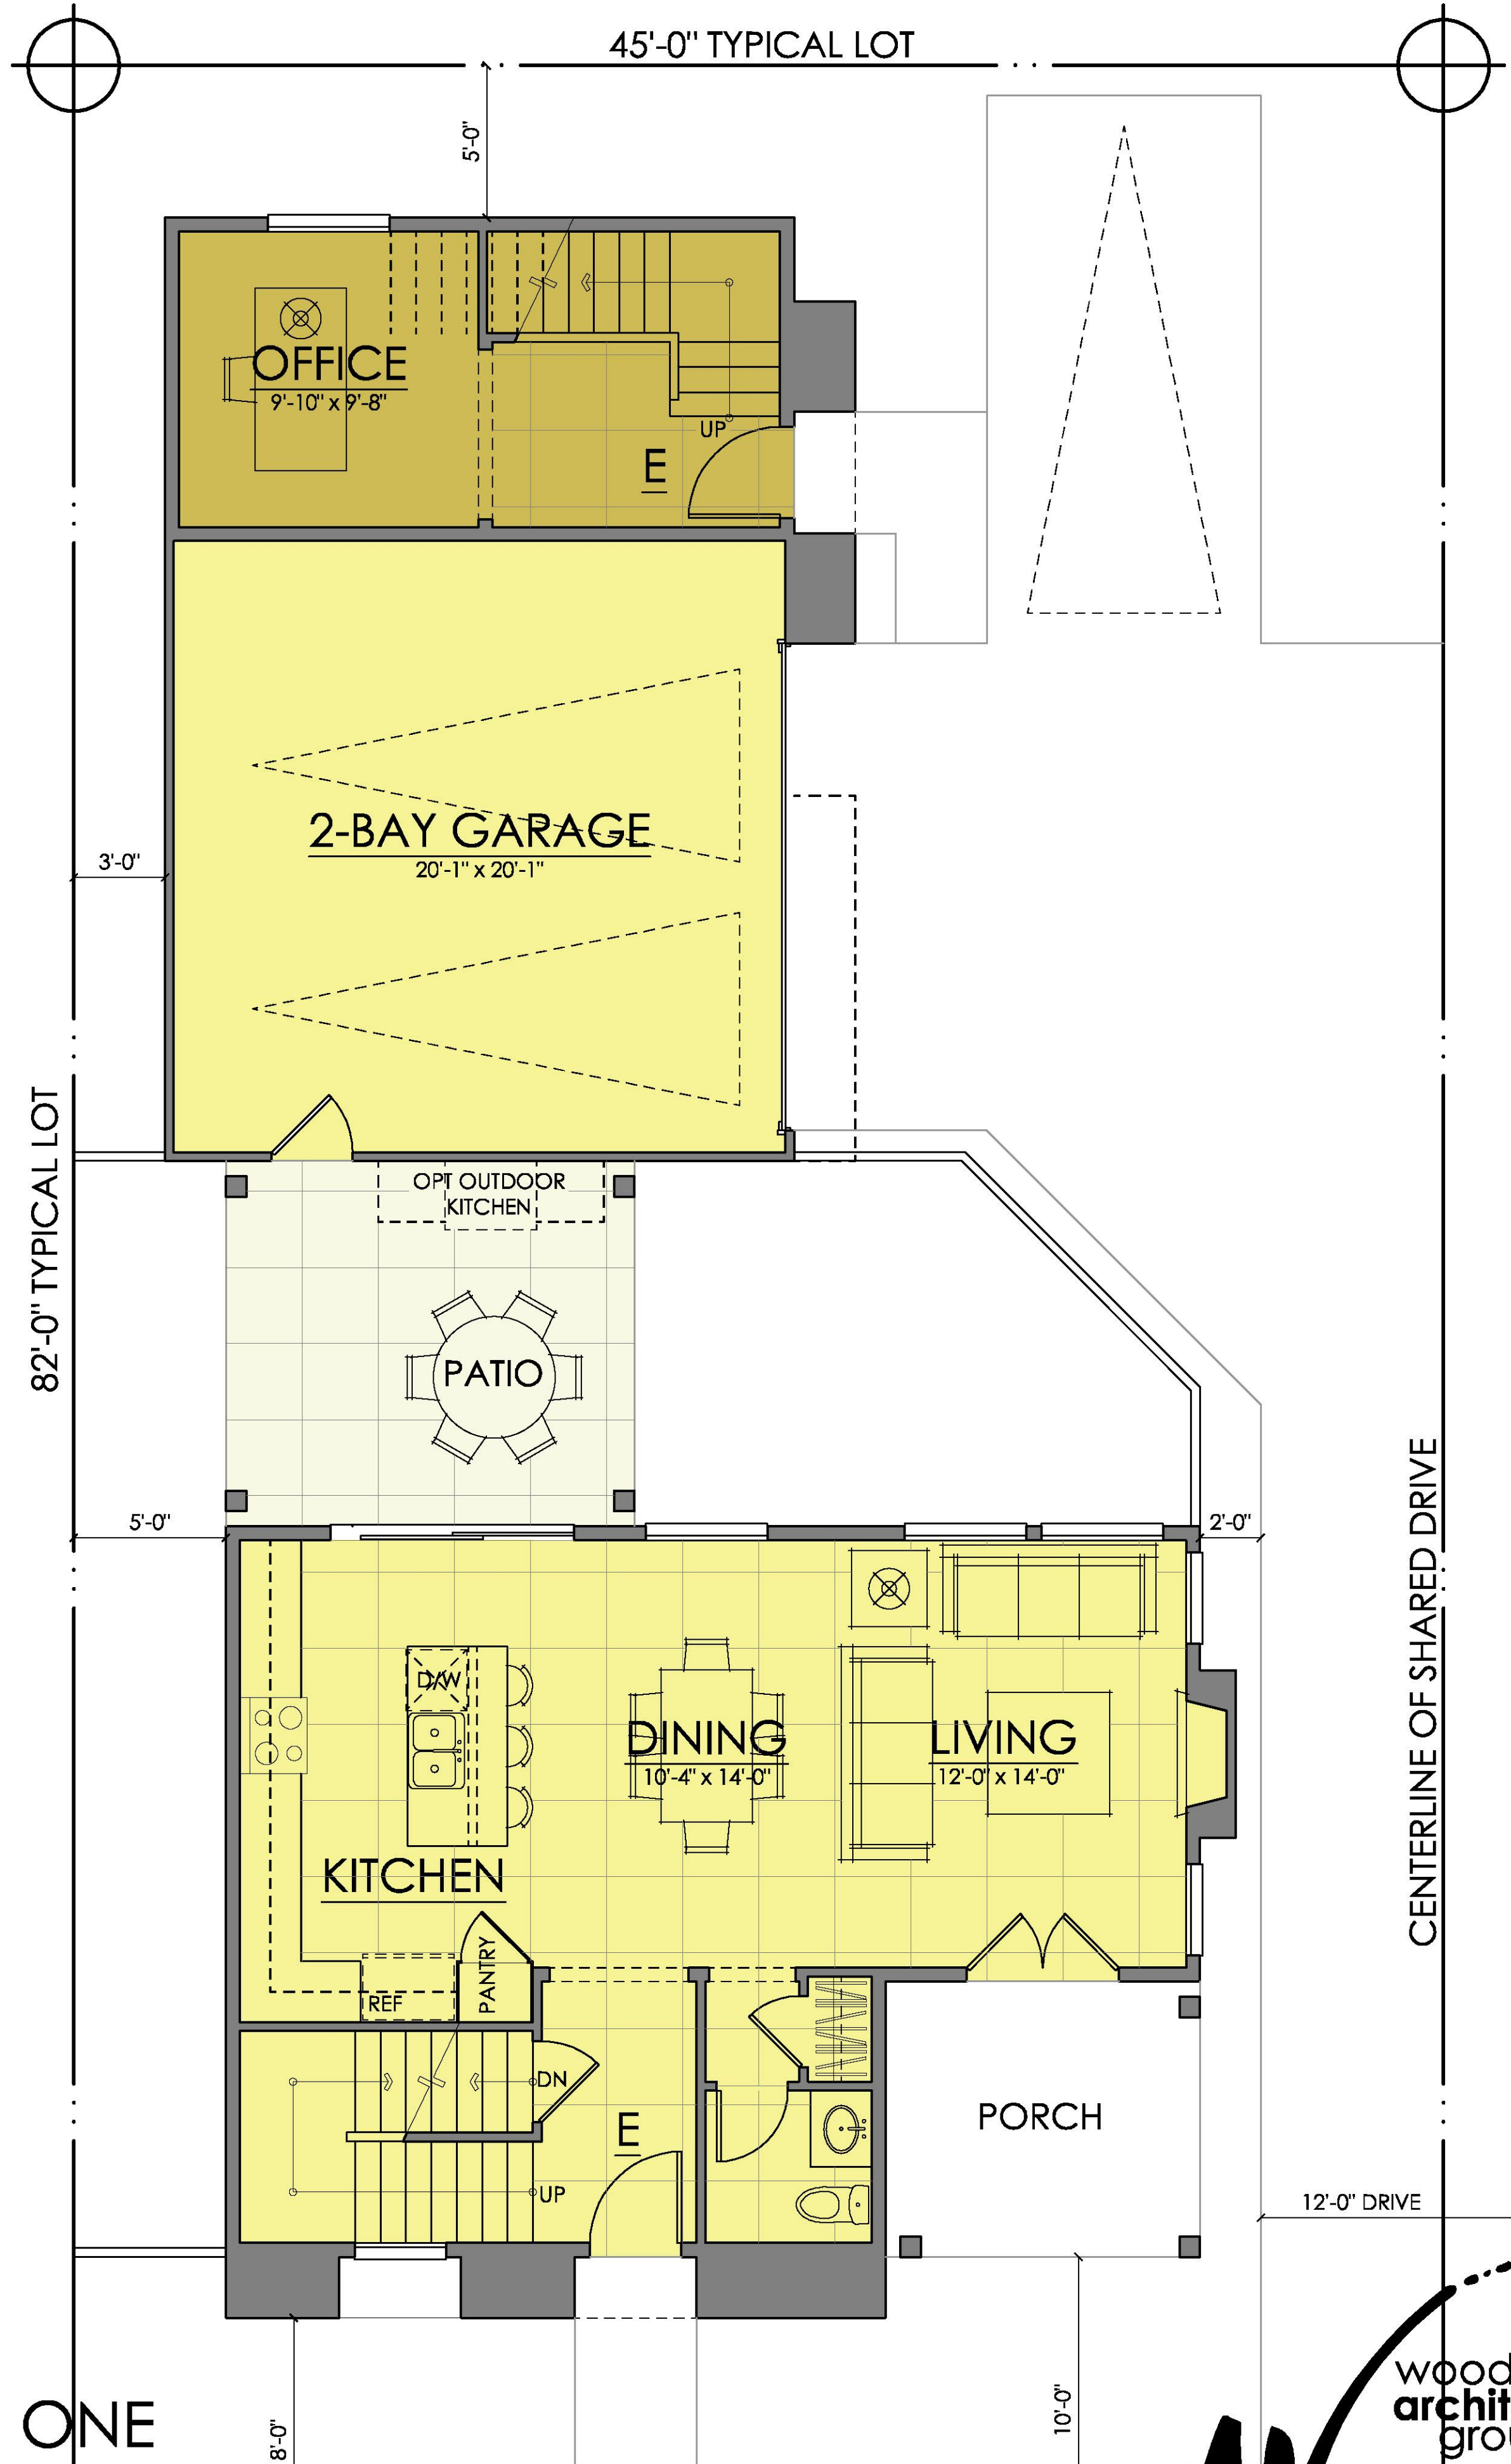 45'-0" TYPICAL LOT
5'-0"
OFFICE
9'-10" x 9'-8"
UP
E
2-BAY GARAGE
20'-1" x 20'-1"
3'-0"
82'-0" TYPICAL LOT
OPT OUTDOOR
KITCHEN
PATIO
5'-0"
2'-0"
CENTERLINE OF SHARED DRIVE
D/W
DINING
10'-4" x 14'-0"
LIVING
12'-0" x 14'-0"
KITCHEN
PANTRY
REF
DN
E
UP
PORCH
12'-0" DRIVE
ONE
8'-0"
10'-0"
wood
archit
grou